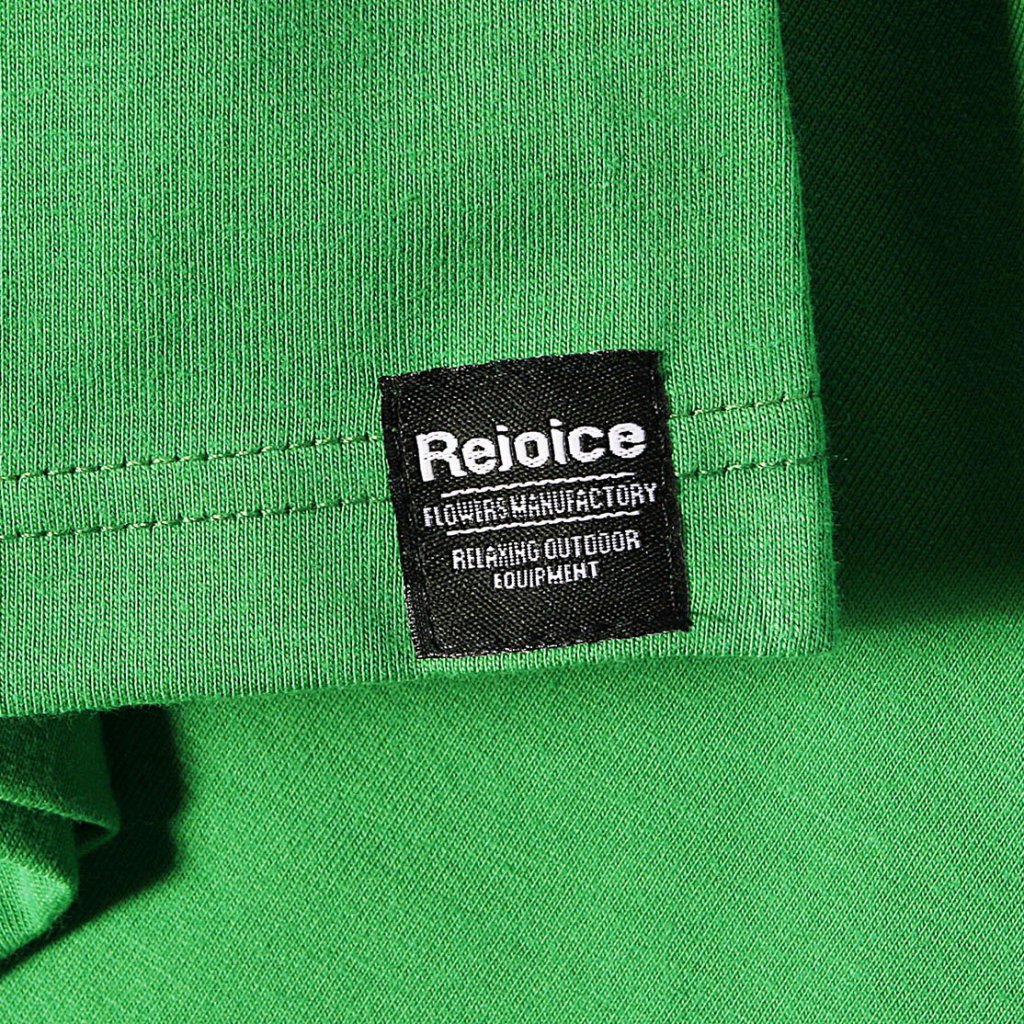 Rejoice
FLOWERS MANUFACTORY
RELAXING OUTDOOR
EQUIPMENT